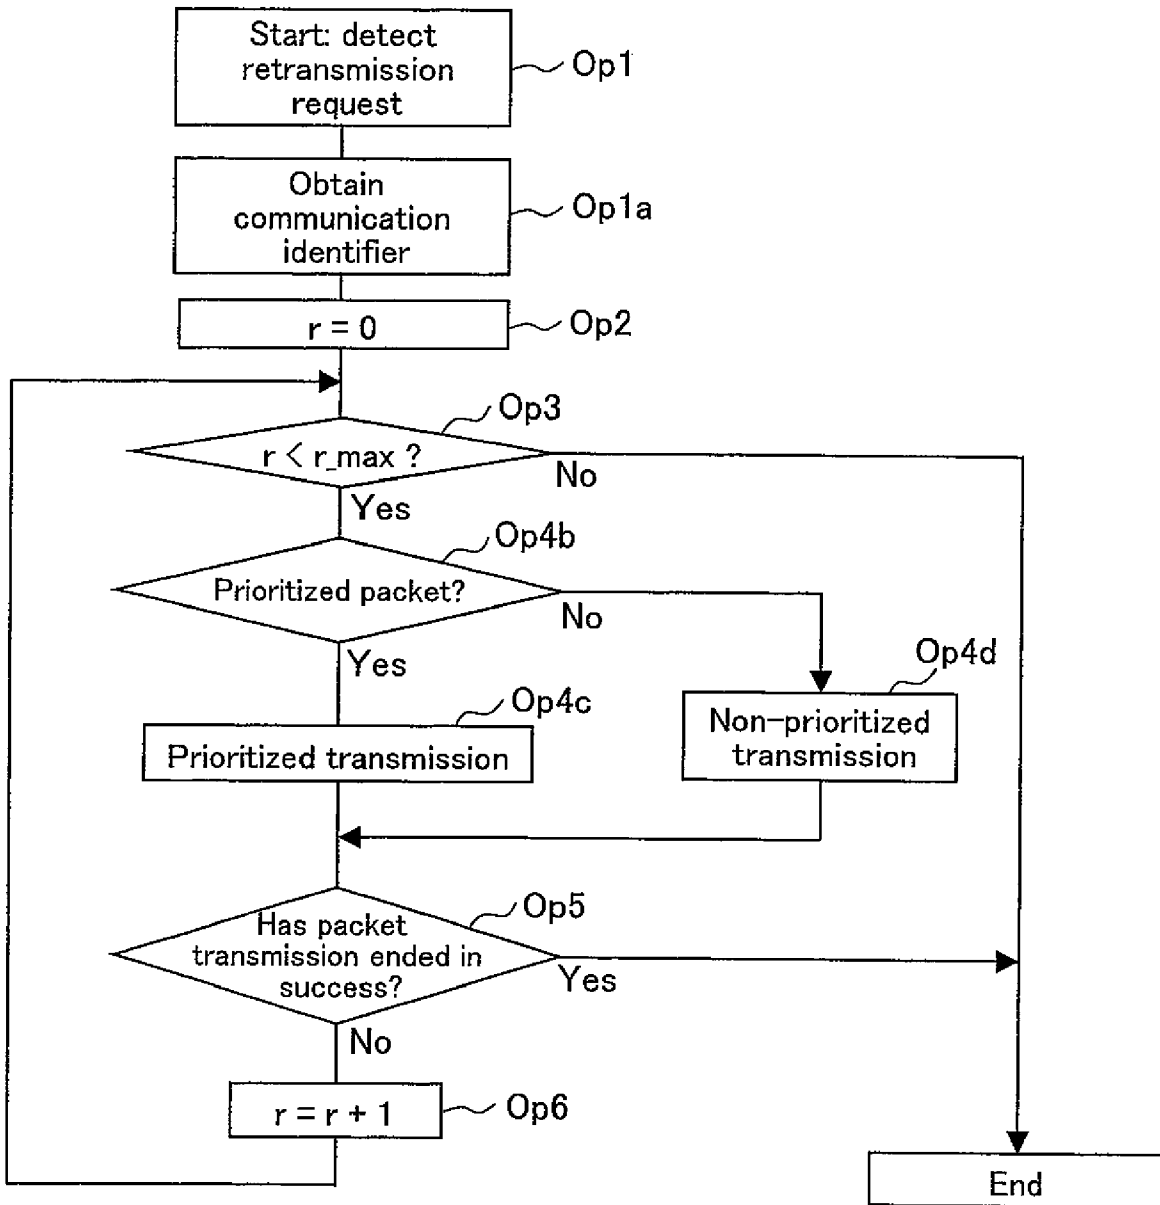 Start: detect
retransmission
request
Op1
Obtain
communication
identifier
Op1a
r = 0
Op2
Op3
r < r_max ?
No
Yes
Op4b
Prioritized packet?
No
Yes
Op4d
Op4c
Non-prioritized
transmission
Prioritized transmission
Op5
Has packet
transmission ended in
success?
Yes
No
r = r + 1
Op6
End